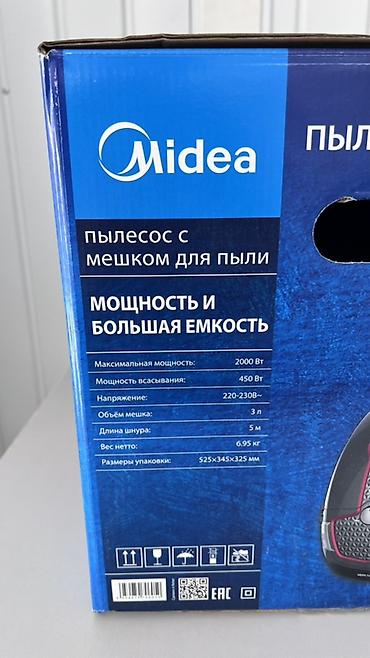 Midea
ПЫЛ
пылесос с
мешком для пыли
МОЩНОСТЬ И
БОЛЬШАЯ ЕМКОСТЬ
Максимальная мощность: 2000 Вт
Мощность всасывания: 450 Вт
Напряжение: 220-230В~
Объём мешка: 3 л
Длина шнура: 5 м
Вес нетто: 6.95 кг
Размеры упаковки: 525×345×325 мм
EAC